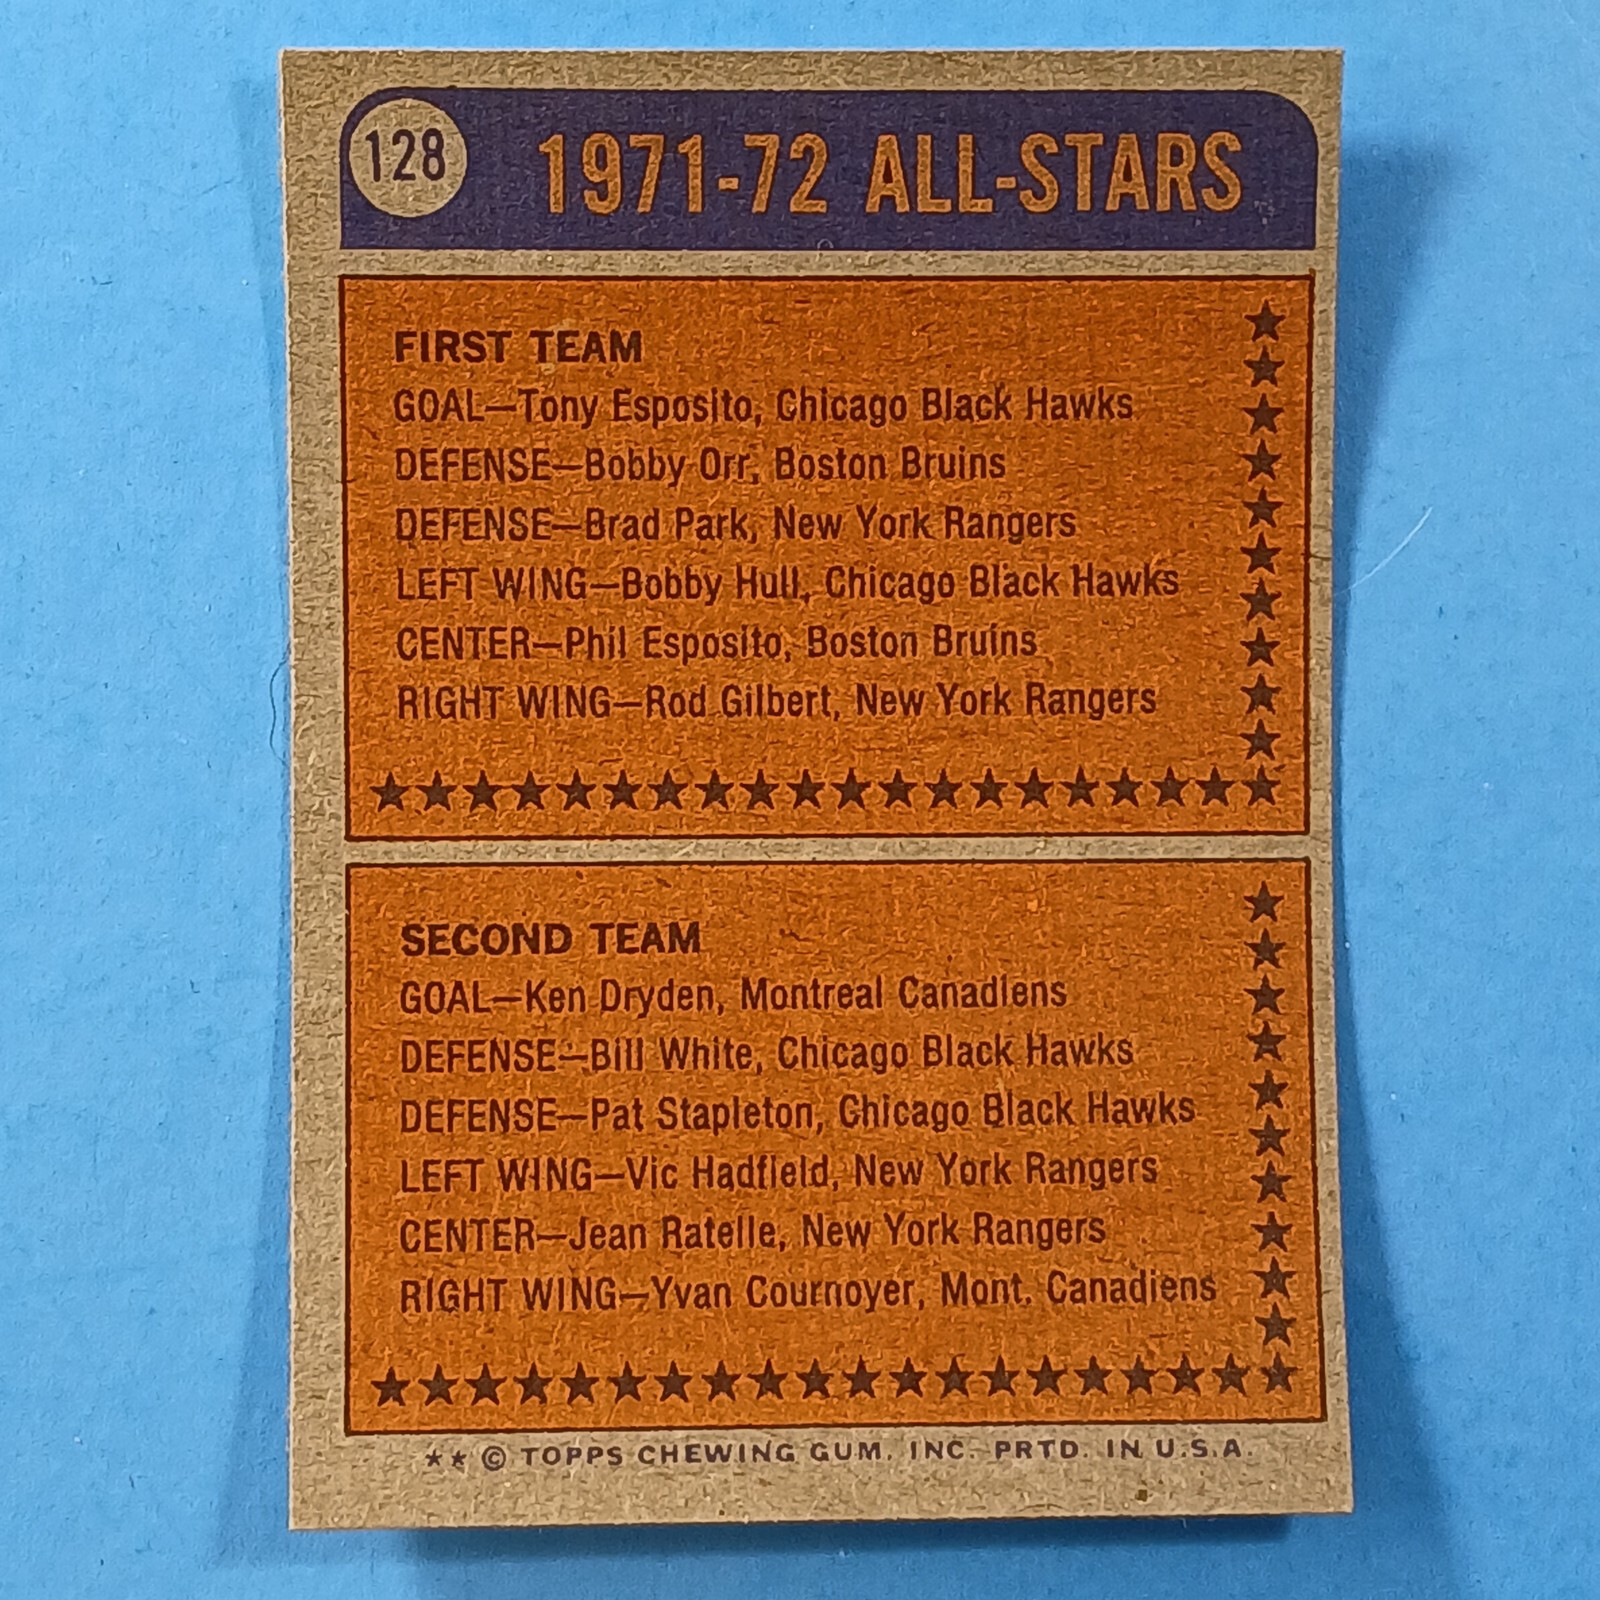 128
1971-72 ALL-STARS
FIRST TEAM
GOAL—Tony Esposito, Chicago Black Hawks
DEFENSE—Bobby Orr, Boston Bruins
DEFENSE—Brad Park, New York Rangers
LEFT WING—Bobby Hull, Chicago Black Hawks
CENTER—Phil Esposito, Boston Bruins
RIGHT WING—Rod Gilbert, New York Rangers
SECOND TEAM
GOAL—Ken Dryden, Montreal Canadiens
DEFENSE—Bill White, Chicago Black Hawks
DEFENSE—Pat Stapleton, Chicago Black Hawks
LEFT WING—Vic Hadfield, New York Rangers
CENTER—Jean Ratelle, New York Rangers
RIGHT WING—Yvan Cournoyer, Mont. Canadiens
★★ © TOPPS CHEWING GUM, INC. PRTD. IN U.S.A.